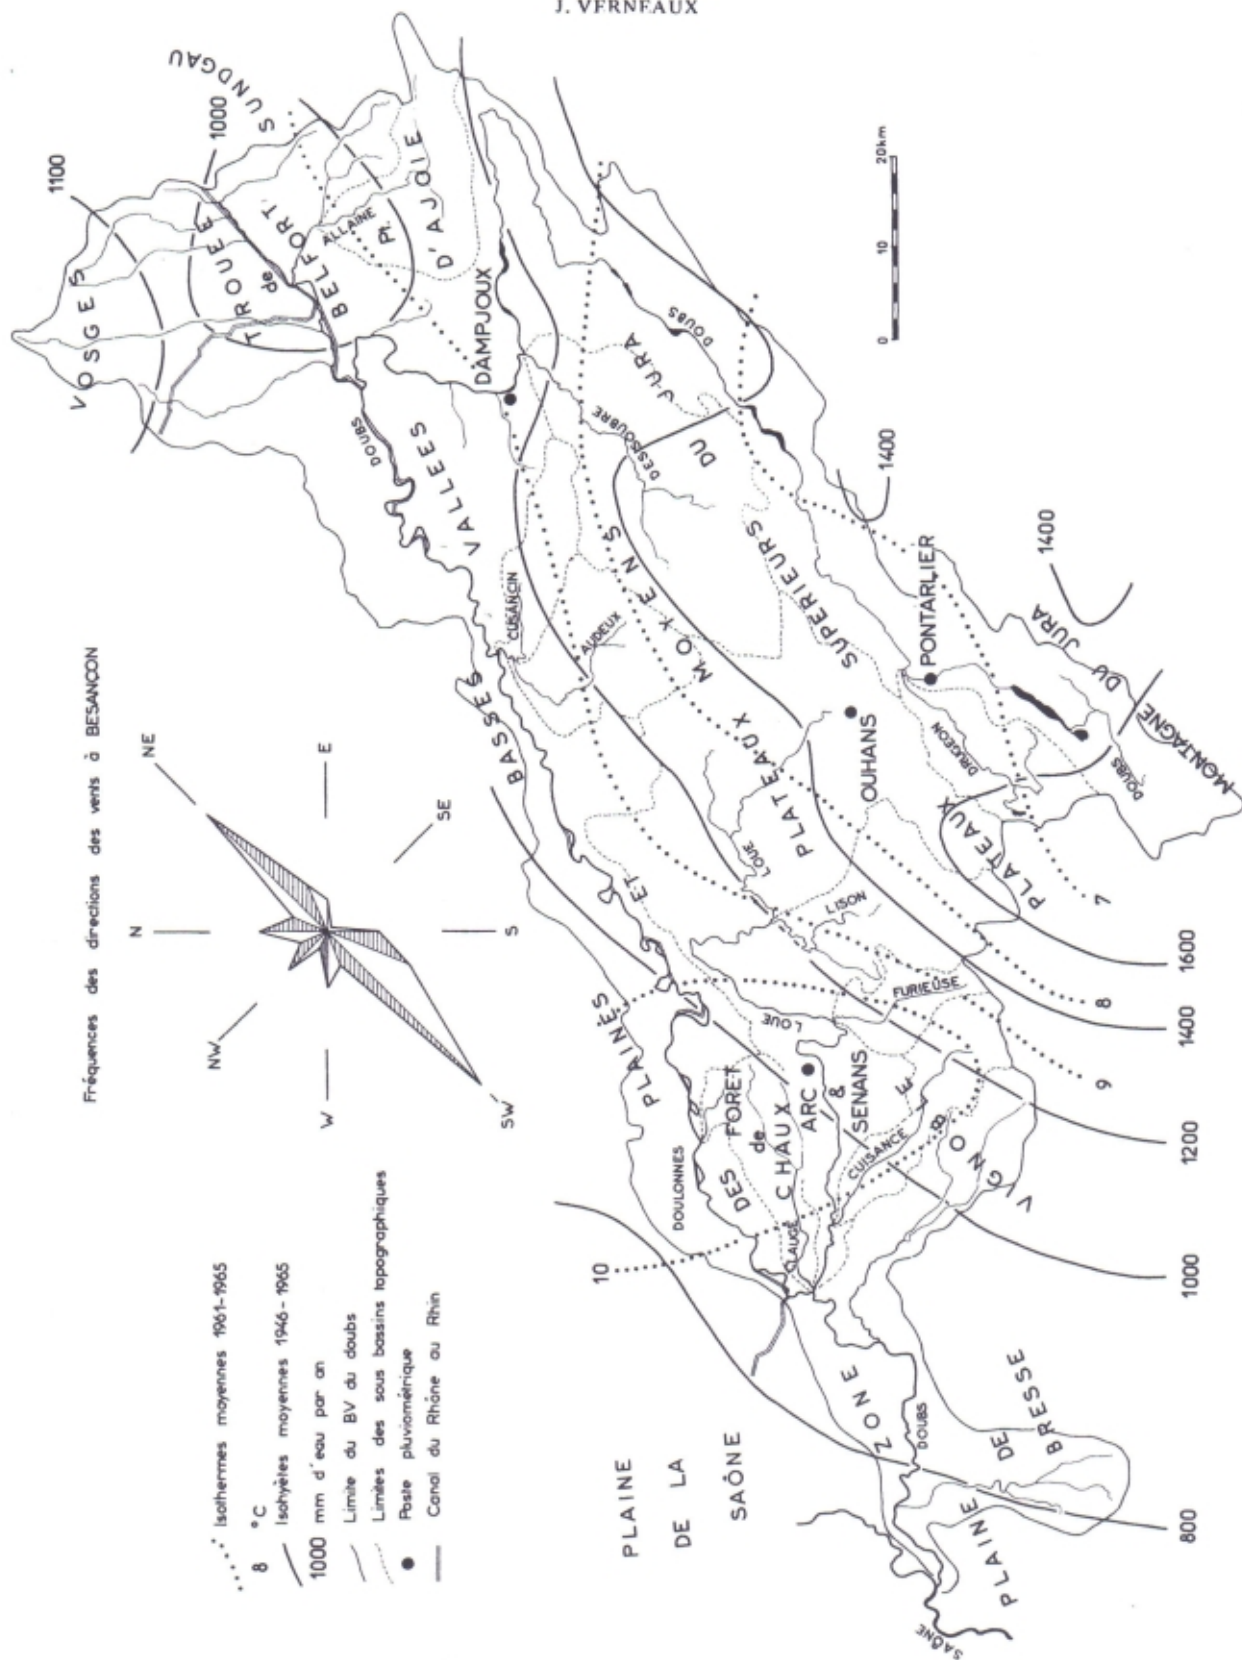 J. VERNEAUX
Fréquences des directions des vents à BESANCON
N
NE
E
SE
S
SW
W
NW
Isothermes moyennes 1961-1965
8 °C
Isohyètes moyennes 1946-1965
1000 mm d'eau par an
Limite du BV du doubs
Limites des sous bassins topographiques
Poste pluviométrique
Canal du Rhône au Rhin
VOSGES
1100
1000
SUNDGAU
TROUEE
de
BELFORT
ALLAINE
Pt.
D'AJOIE
DAMPJOUX
DOUBS
BASSES VALLEES
CUSANCIN
AUDEUX
DESSOUBRE
DOUBS
PLATEAUX MOYENS DU JURA
PLATEAUX SUPERIEURS
1400
1400
PONTARLIER
OUHANS
DRUGEON
DOUBS
MONTAGNE DU JURA
0 10 20km
LOUE
LISON
FURIEUSE
LOUE
PLAINES ET
DES
FORET
de
CHAUX
ARC
&
SENANS
DOULONNES
CLAUGE
CUISANCE
VIGNOBLE
ZONE
DOUBS
PLAINE
DE LA
SAÔNE
PLAINE DE BRESSE
SAÔNE
10
7
1600
8
1400
9
1200
1000
800